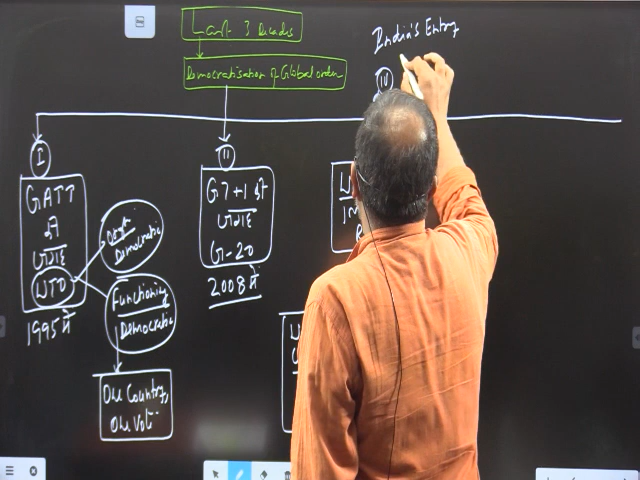 Last 3 Decades
Democratisation of Global order
India's Entry
I
II
IV
GATT
की
जगह
WTO
1995 में
Democratic
Functioning
Democratic
One Country,
One Vote
G7+1 की
जगह
G-20
2008 में